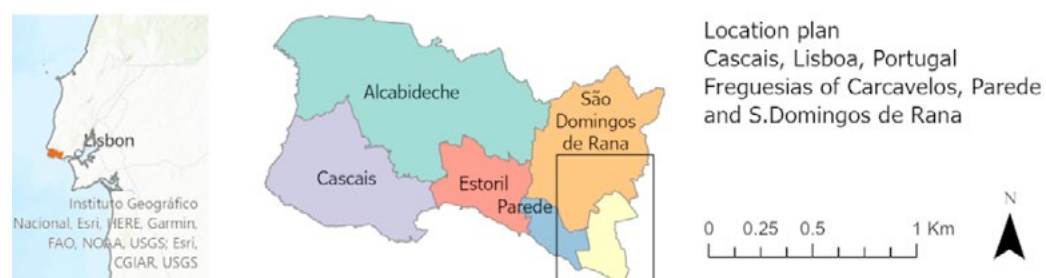 Lisbon
Instituto Geográfico
Nacional, Esri, HERE, Garmin,
FAO, NOAA, USGS; Esri,
CGIAR, USGS
Alcabideche
São
Domingos
de Rana
Cascais
Estoril
Parede
Location plan
Cascais, Lisboa, Portugal
Freguesias of Carcavelos, Parede
and S.Domingos de Rana
N
0 0.25 0.5 1 Km